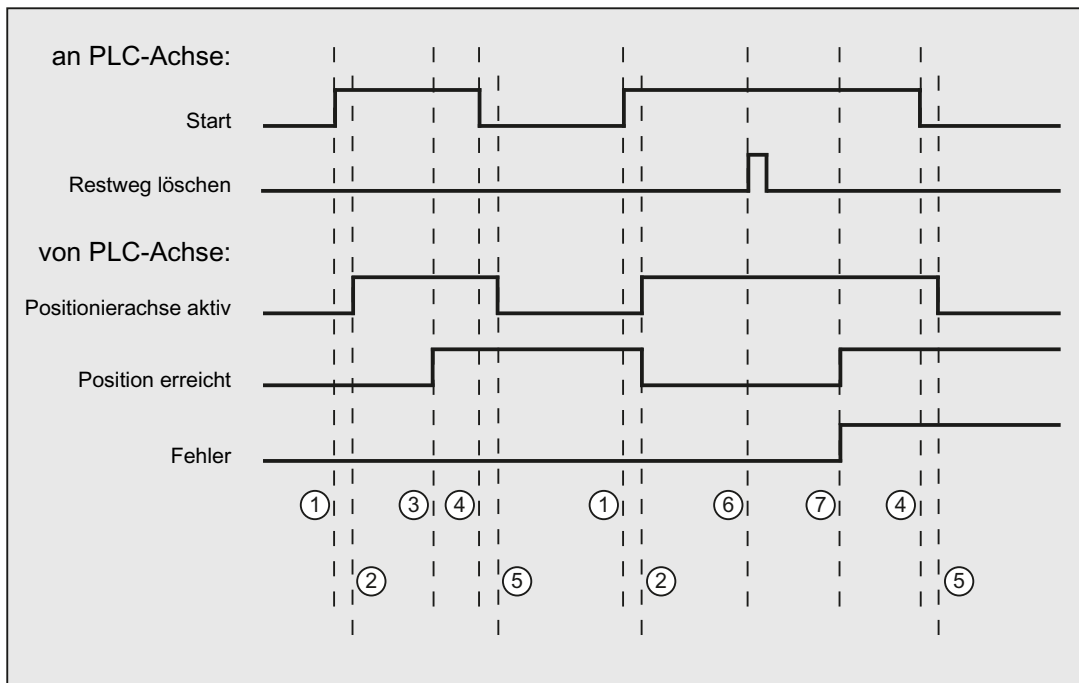 an PLC-Achse:
Start
Restweg löschen
von PLC-Achse:
Positionierachse aktiv
Position erreicht
Fehler
1 3 4 1 6 7 4
2 5 2 5